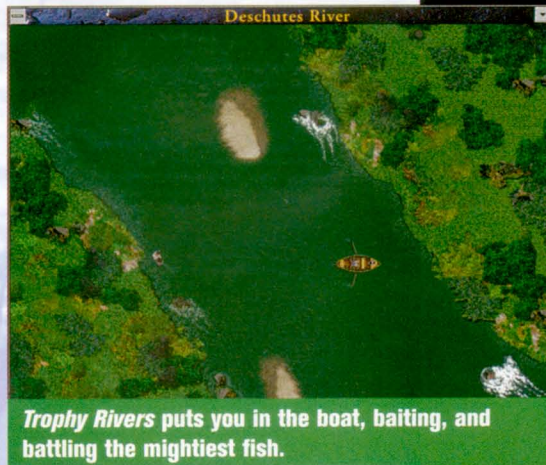 Deschutes River
Trophy Rivers puts you in the boat, baiting, and
battling the mightiest fish.